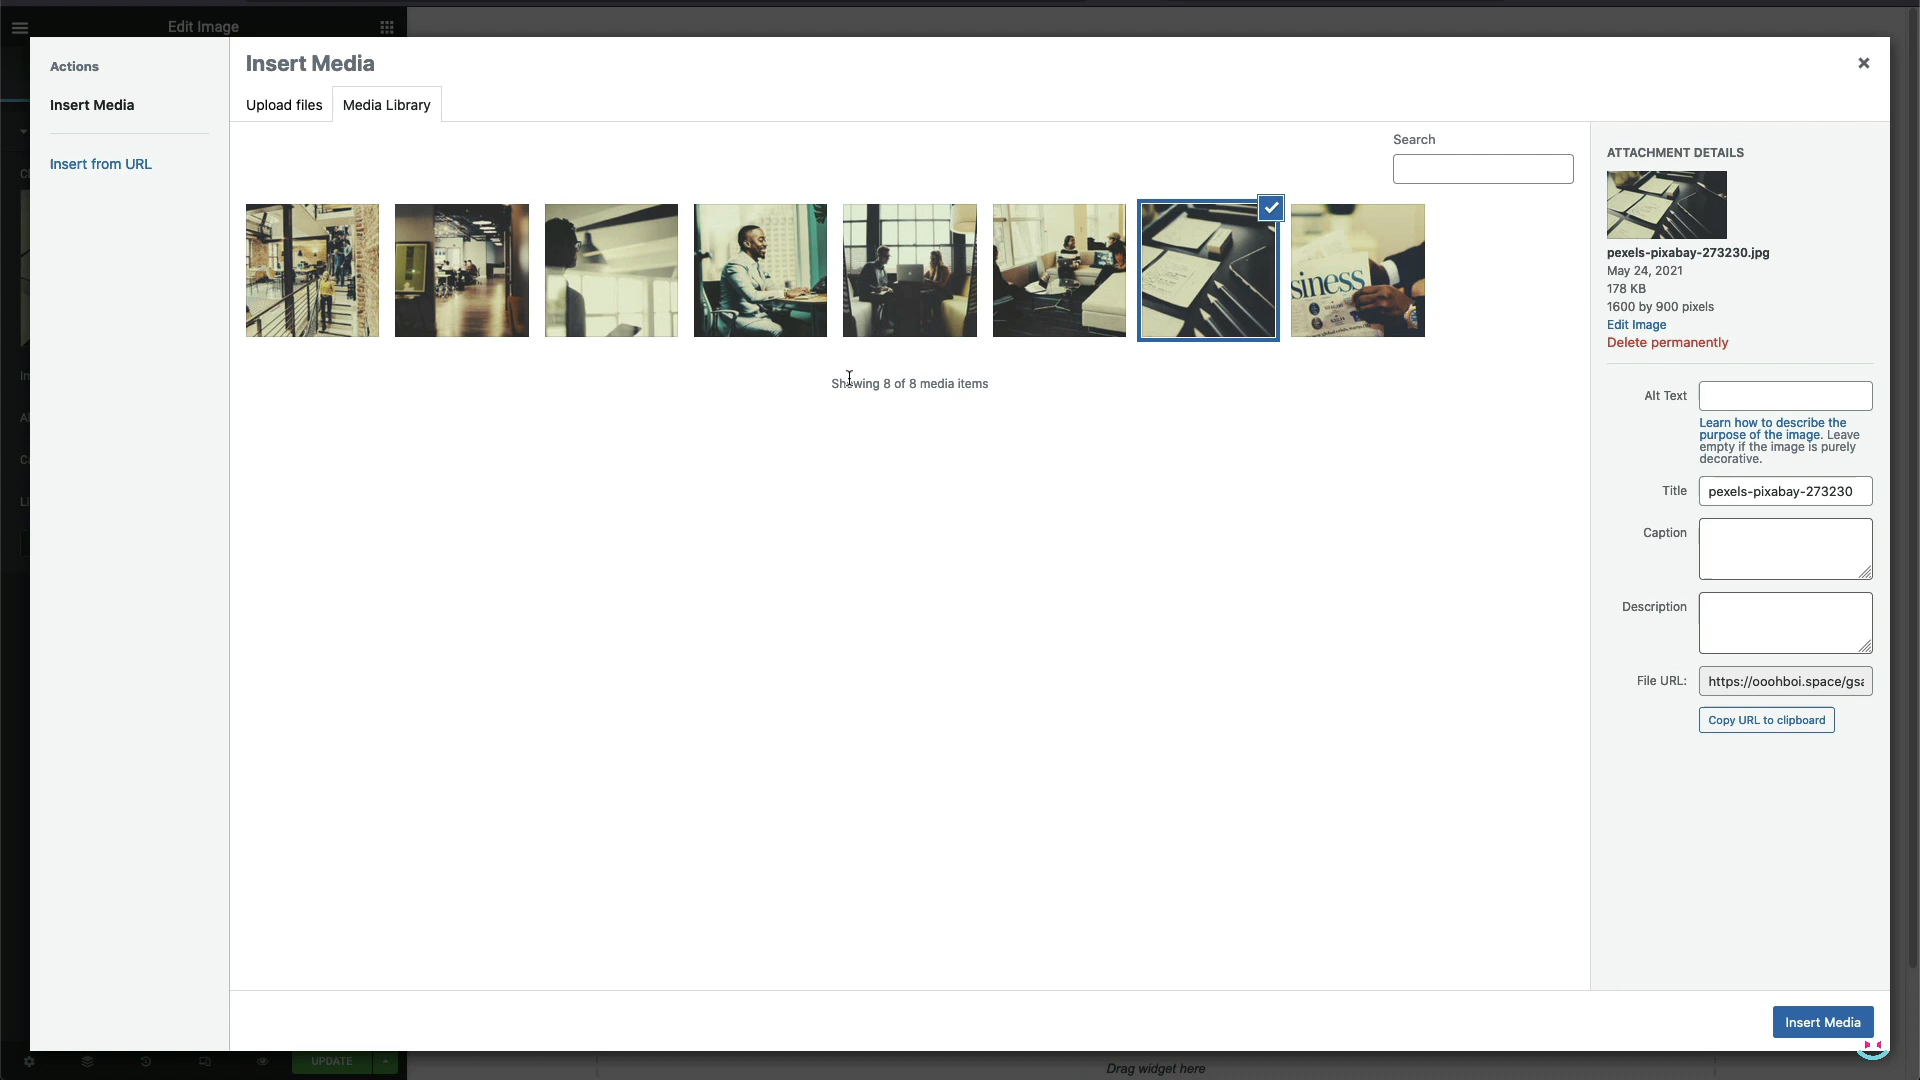 Edit Image
Actions
Insert Media
Insert from URL
Insert Media
Upload files
Media Library
Search
siness
Showing 8 of 8 media items
ATTACHMENT DETAILS
pexels-pixabay-273230.jpg
May 24, 2021
178 KB
1600 by 900 pixels
Edit Image
Delete permanently
Alt Text
Learn how to describe the
purpose of the image. Leave
empty if the image is purely
decorative.
Title
pexels-pixabay-273230
Caption
Description
File URL:
https://ooohboi.space/gsa
Copy URL to clipboard
Insert Media
UPDATE
Drag widget here